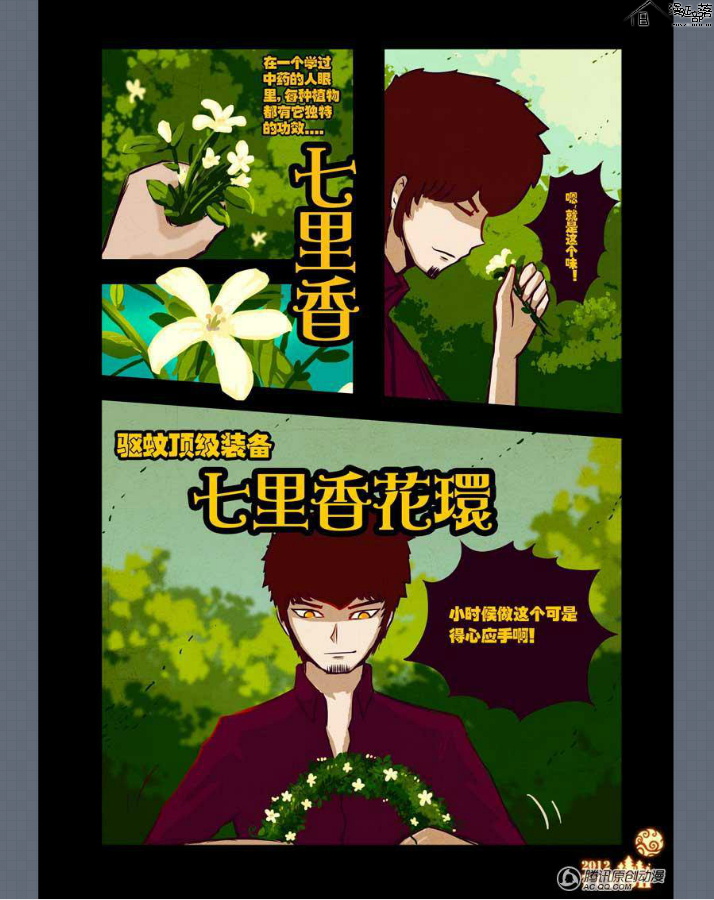 在一个学过
中药的人眼
里,每种植物
都有它独特
的功效....
七里香
嗯,就是这个味!
驱蚊顶级装备
七里香花環
小时候做这个可是
得心应手啊!
2012
腾讯原创动漫
AC.QQ.COM